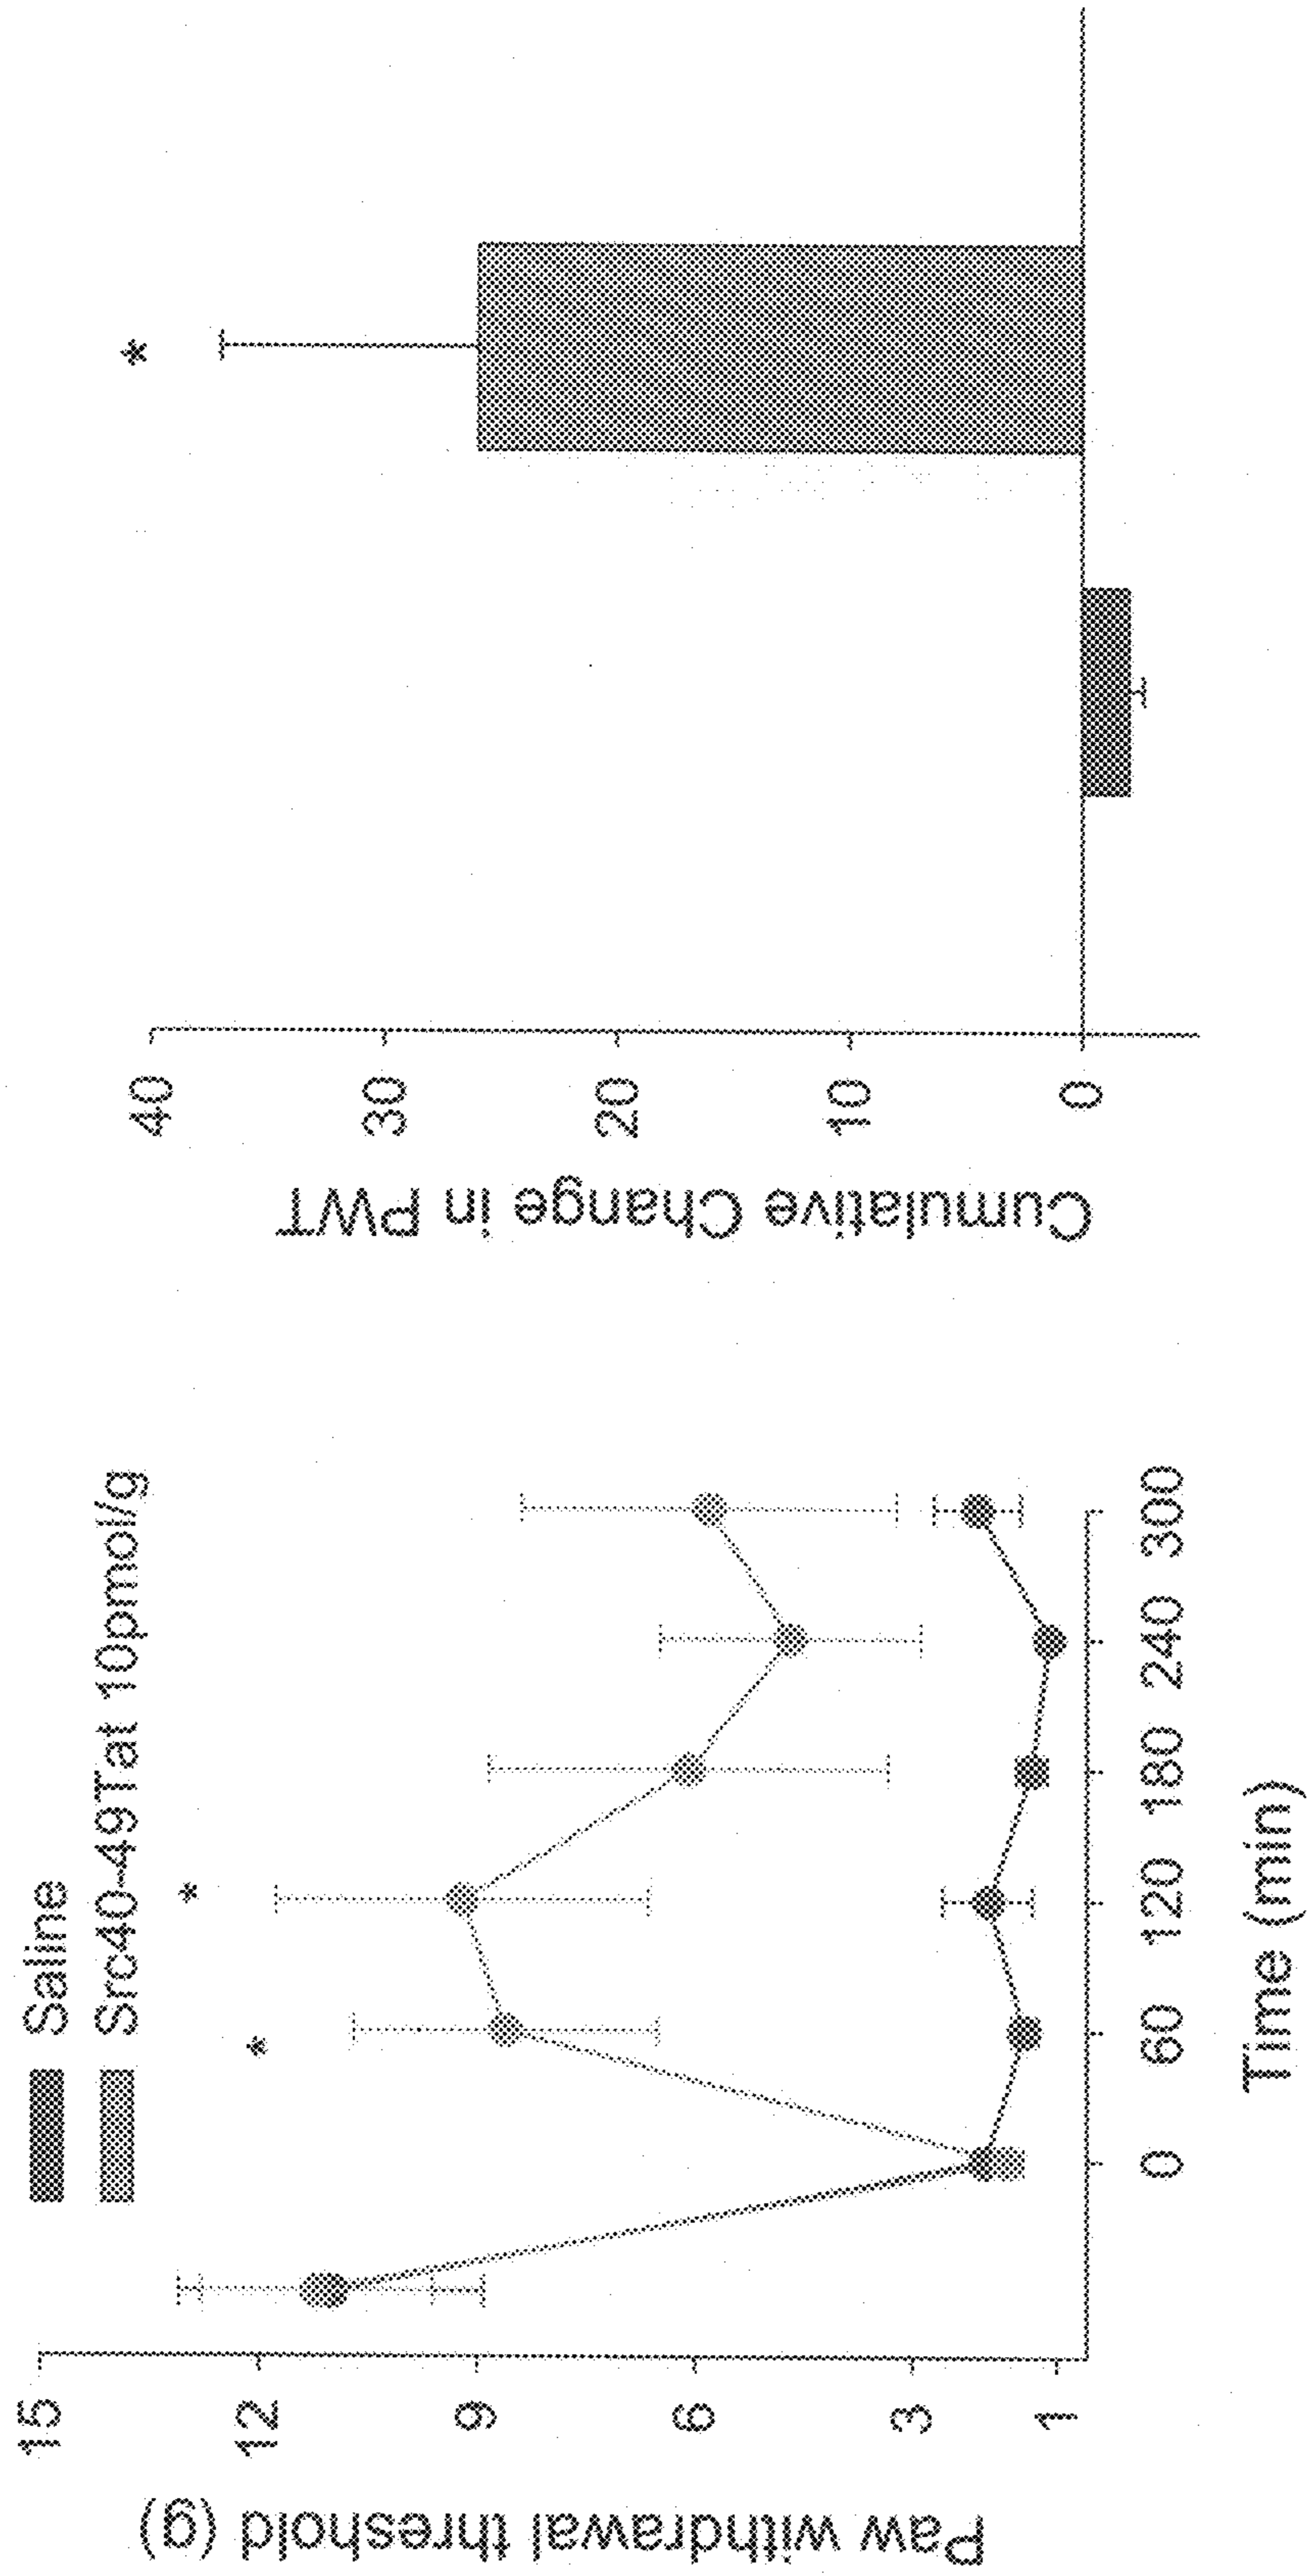 Saline
Src40-49Tat 10pmol/g
Paw withdrawal threshold (g)
15
12
9
6
3
1
*
*
0 60 120 180 240 300
Time (min)
Cumulative Change in PWT
40
30
20
10
0
*